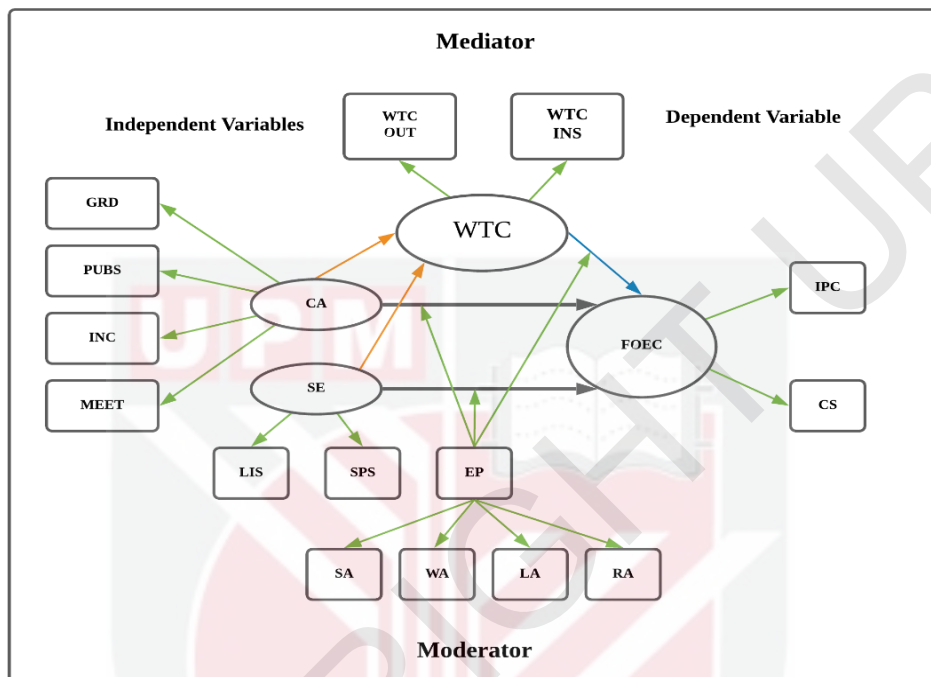 Mediator
Independent Variables
WTC
OUT
WTC
INS
Dependent Variable
GRD
PUBS
INC
MEET
WTC
CA
SE
FOEC
IPC
CS
LIS
SPS
EP
SA
WA
LA
RA
Moderator
UPM